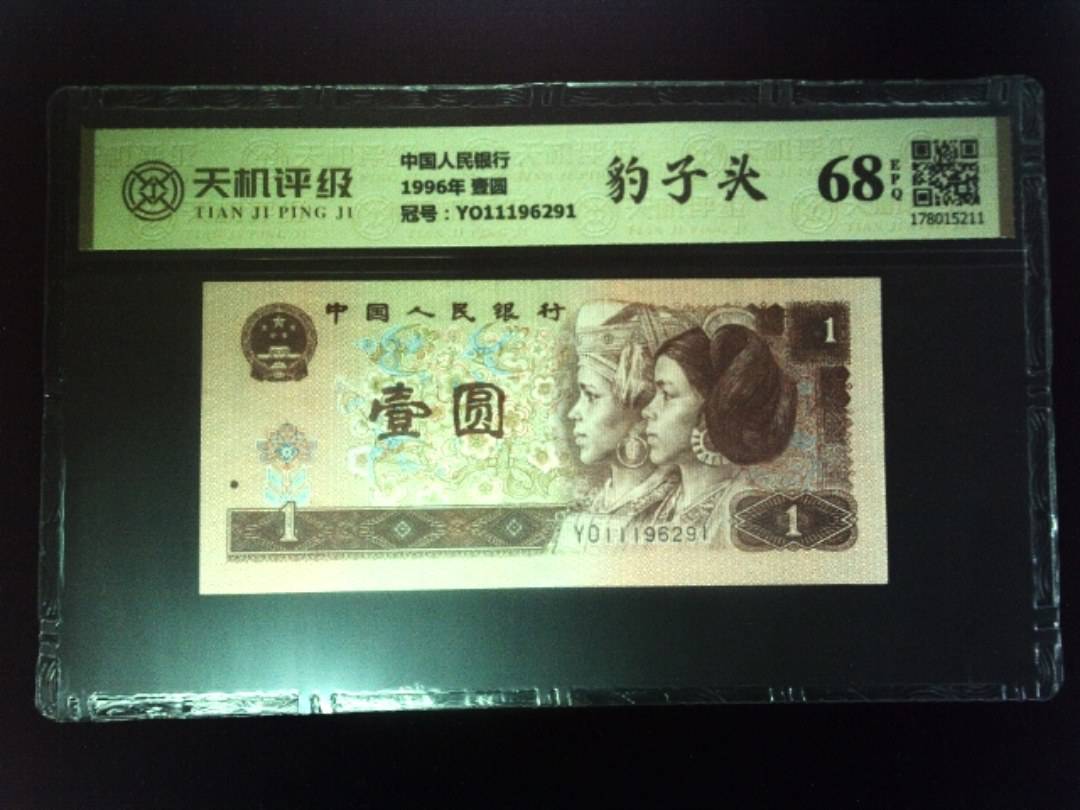 天机评级
TIAN JI PING JI
中国人民银行
1996年 壹圆
冠号：YO11196291
豹子头
68
EPQ
178015211
中国人民银行
1
壹圆
1
YO11196291
1